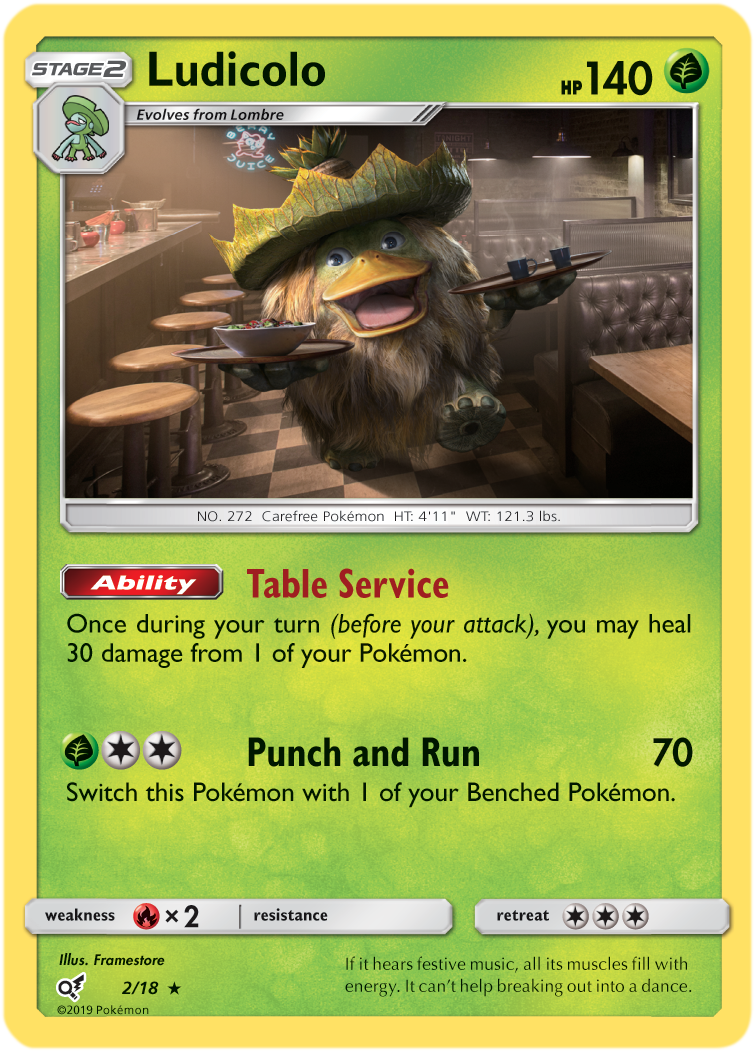 STAGE2
Ludicolo
HP 140
Evolves from Lombre
BERRY
JUICE
NO. 272 Carefree Pokémon HT: 4'11" WT: 121.3 lbs.
Ability
Table Service
Once during your turn (before your attack), you may heal
30 damage from 1 of your Pokémon.
Punch and Run 70
Switch this Pokémon with 1 of your Benched Pokémon.
weakness × 2 resistance retreat
Illus. Framestore
2/18 ★
©2019 Pokémon
If it hears festive music, all its muscles fill with
energy. It can't help breaking out into a dance.